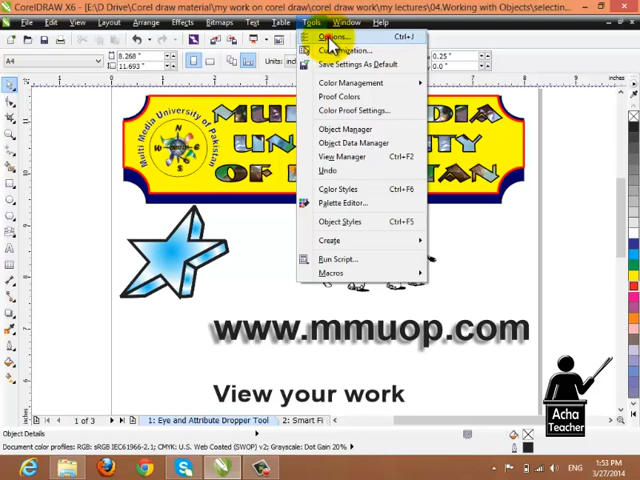 CorelDRAW X6 - [E:\D Drive\Corel draw material\my work on corel draw\corel draw\my lectures\04.Working with Objects\selectin...
File Edit View Layout Arrange Effects Bitmaps Text Table Tools Window Help
A4
8.268 "
11.693 "
Units:
0.25 "
Options... Ctrl+J
Customization...
Save Settings As Default
Color Management
Proof Colors
Color Proof Settings...
Object Manager
Object Data Manager
View Manager Ctrl+F2
Undo
Color Styles Ctrl+F6
Palette Editor...
Object Styles Ctrl+F5
Create
Run Script...
Macros
Multi Media University of Pakistan
N
S
www.mmuop.com
View your work
Acha
Teacher
1 of 3
1: Eye and Attribute Dropper Tool
2: Smart Fi
inches
Object Details
Document color profiles: RGB: sRGB IEC61966-2.1; CMYK: U.S. Web Coated (SWOP) v2; Grayscale: Dot Gain 20%
None
ENG
1:53 PM
3/27/2014